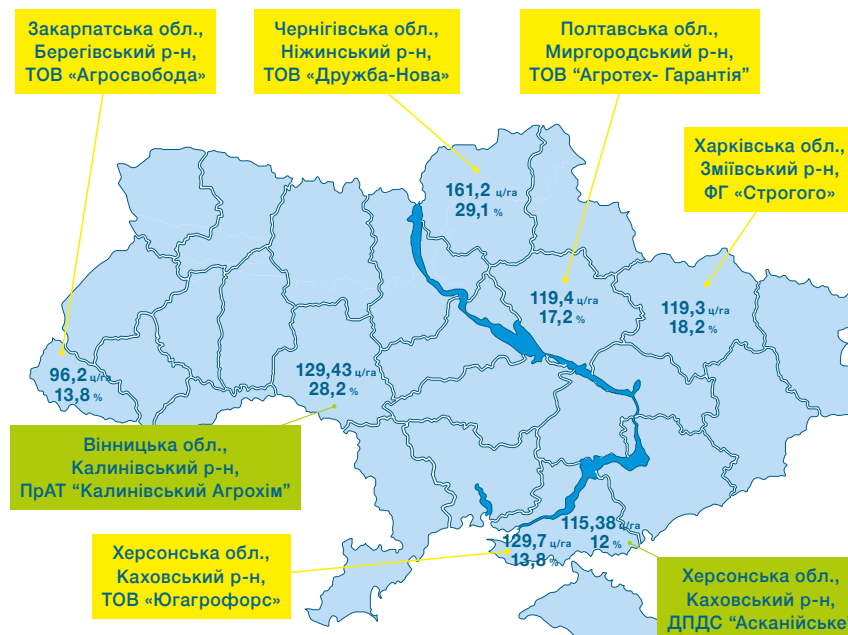 Закарпатська обл.,
Берегівський р-н,
ТОВ «Агросвобода»
Чернігівська обл.,
Ніжинський р-н,
ТОВ «Дружба-Нова»
Полтавська обл.,
Миргородський р-н,
ТОВ “Агротех- Гарантія”
Харківська обл.,
Зміївський р-н,
ФГ «Строгого»
161,2 ц/га
29,1 %
119,4 ц/га
17,2 %
119,3 ц/га
18,2 %
96,2 ц/га
13,8 %
129,43 ц/га
28,2 %
Вінницька обл.,
Калинівський р-н,
ПрАТ “Калинівський Агрохім”
129,7 ц/га
13,8 %
115,38 ц/га
12 %
Херсонська обл.,
Каховський р-н,
ТОВ «Югагрофорс»
Херсонська обл.,
Каховський р-н,
ДПДС “Асканійське”